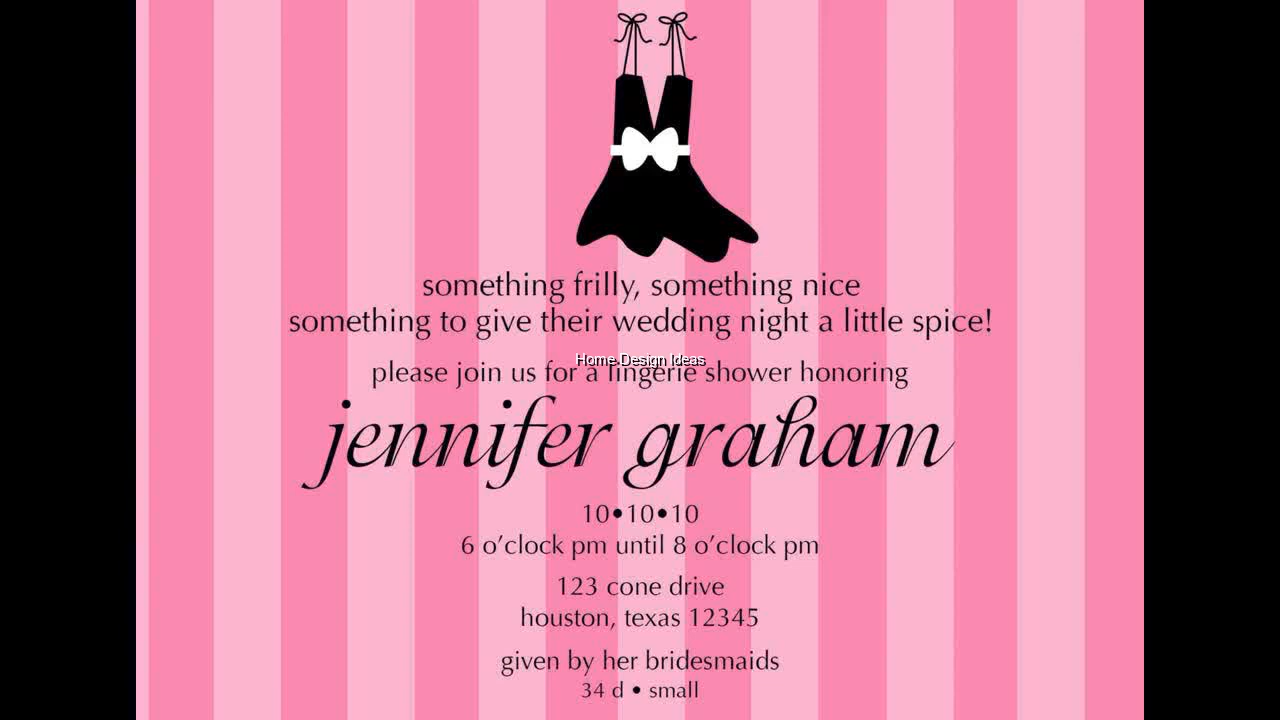 something frilly, something nice
something to give their wedding night a little spice!
Home Design Ideas
please join us for a lingerie shower honoring
jennifer graham
10•10•10
6 o'clock pm until 8 o'clock pm
123 cone drive
houston, texas 12345
given by her bridesmaids
34 d • small